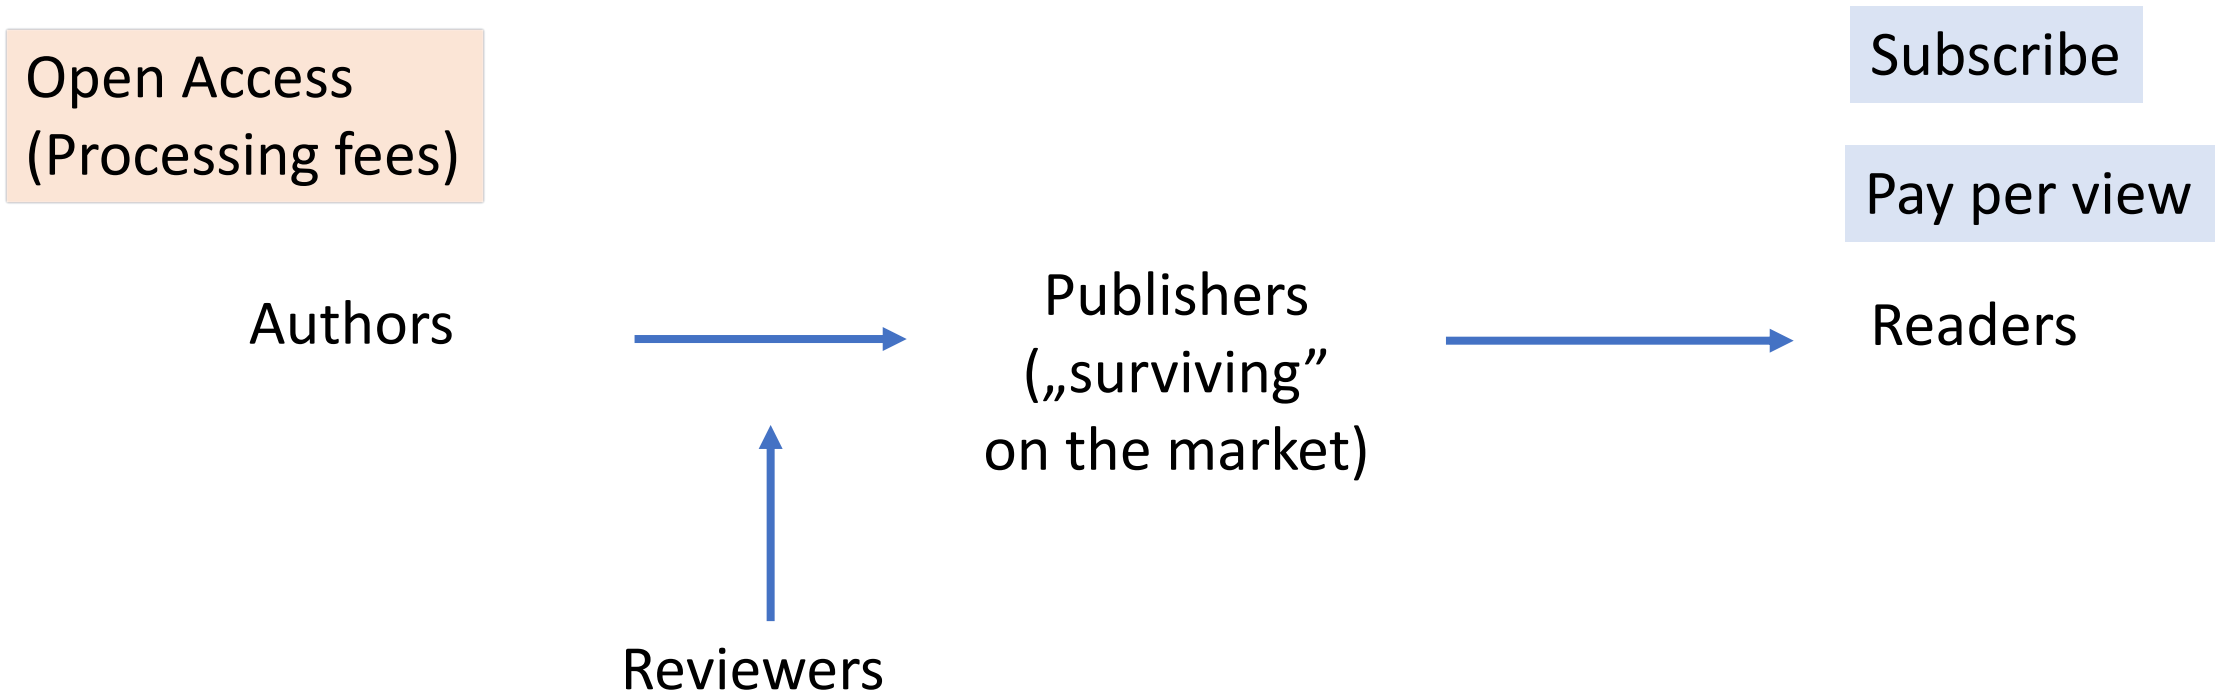 Open Access
(Processing fees)
Subscribe
Pay per view
Authors
Publishers
(„surviving”
on the market)
Readers
Reviewers